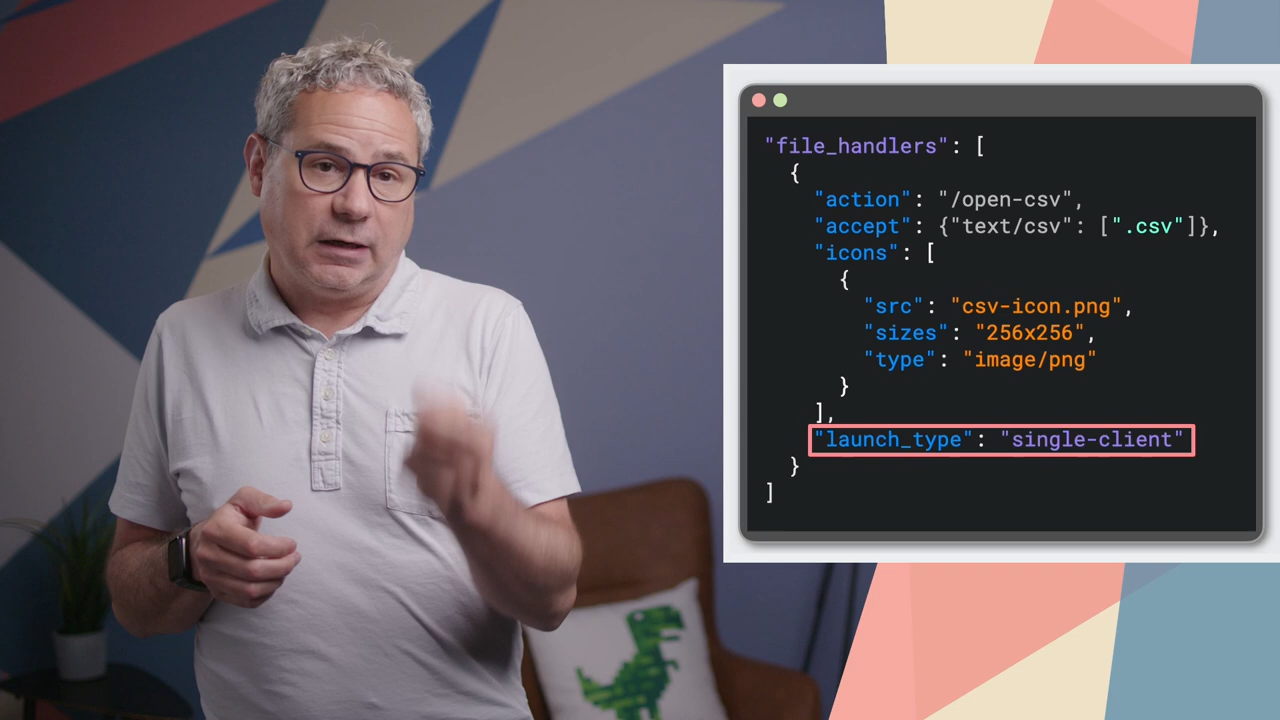 "file_handlers": [
{
"action": "/open-csv",
"accept": {"text/csv": [".csv"]},
"icons": [
{
"src": "csv-icon.png",
"sizes": "256x256",
"type": "image/png"
}
],
"launch_type": "single-client"
}
]